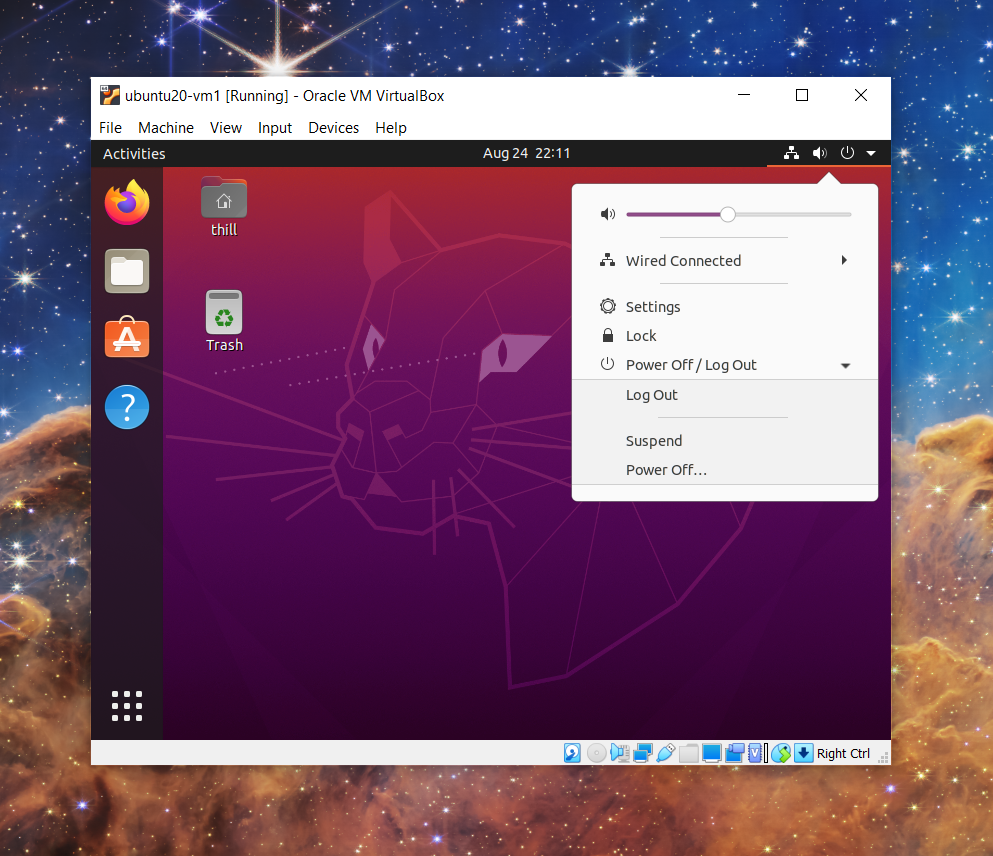 ubuntu20-vm1 [Running] - Oracle VM VirtualBox
File Machine View Input Devices Help
Activities Aug 24 22:11
thill
Trash
Wired Connected
Settings
Lock
Power Off / Log Out
Log Out
Suspend
Power Off...
Right Ctrl